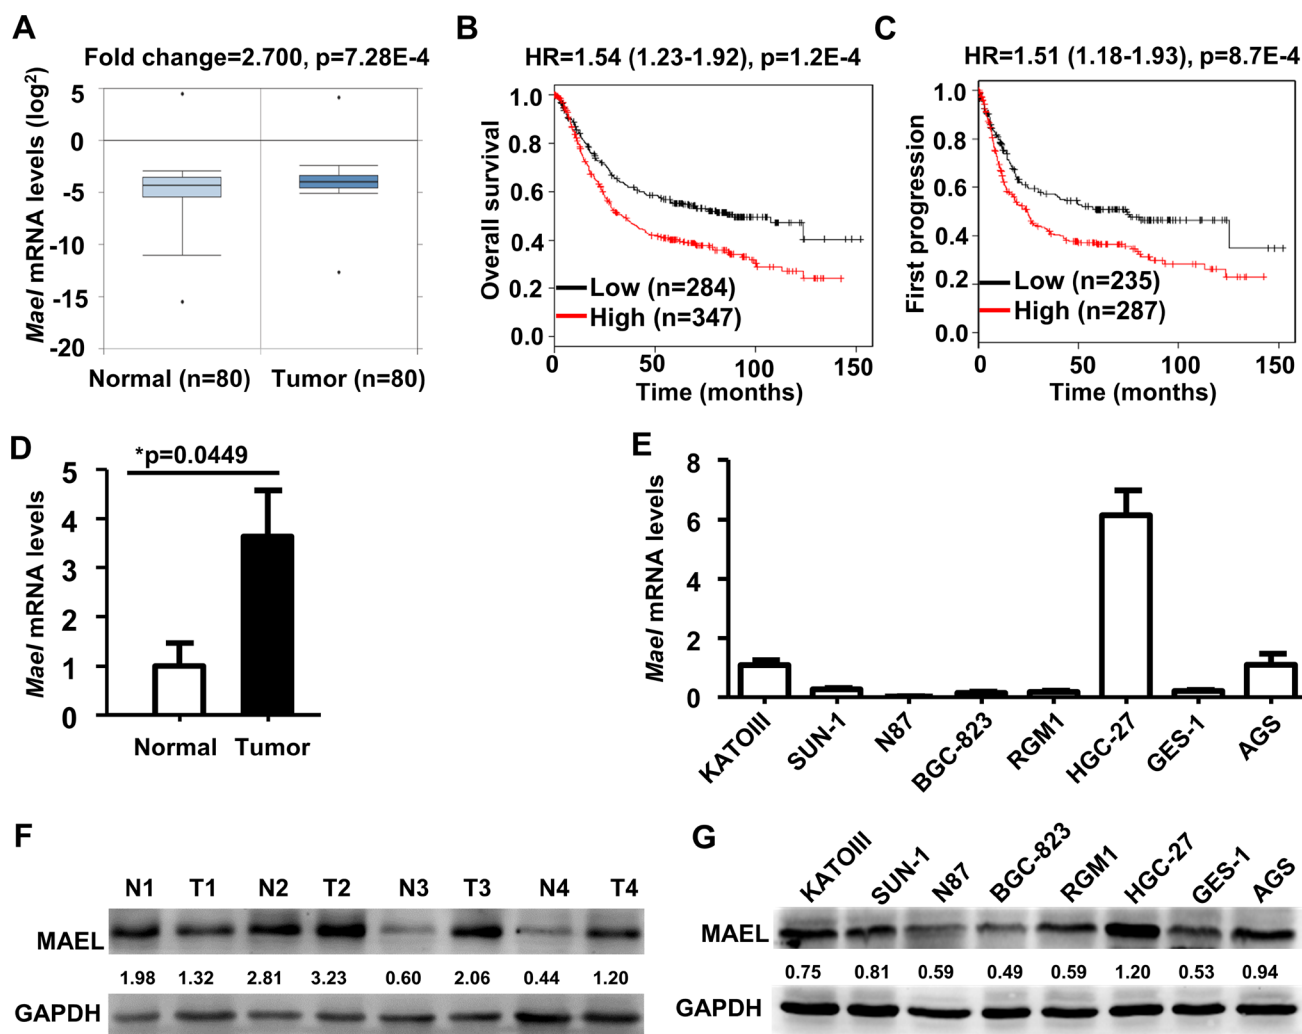 A
Fold change=2.700, p=7.28E-4
Mael mRNA levels (log²)
5
0
-5
-10
-15
-20
Normal (n=80)
Tumor (n=80)
B
HR=1.54 (1.23-1.92), p=1.2E-4
Overall survival
1.0
0.8
0.6
0.4
0.2
0.0
Low (n=284)
High (n=347)
0
50
100
150
Time (months)
C
HR=1.51 (1.18-1.93), p=8.7E-4
First progression
1.0
0.8
0.6
0.4
0.2
0.0
Low (n=235)
High (n=287)
0
50
100
150
Time (months)
D
*p=0.0449
Mael mRNA levels
5
4
3
2
1
0
Normal
Tumor
E
Mael mRNA levels
8
6
4
2
0
KATOIII
SUN-1
N87
BGC-823
RGM1
HGC-27
GES-1
AGS
F
N1 T1 N2 T2 N3 T3 N4 T4
MAEL
1.98 1.32 2.81 3.23 0.60 2.06 0.44 1.20
GAPDH
G
KATOIII SUN-1 N87 BGC-823 RGM1 HGC-27 GES-1 AGS
MAEL
0.75 0.81 0.59 0.49 0.59 1.20 0.53 0.94
GAPDH